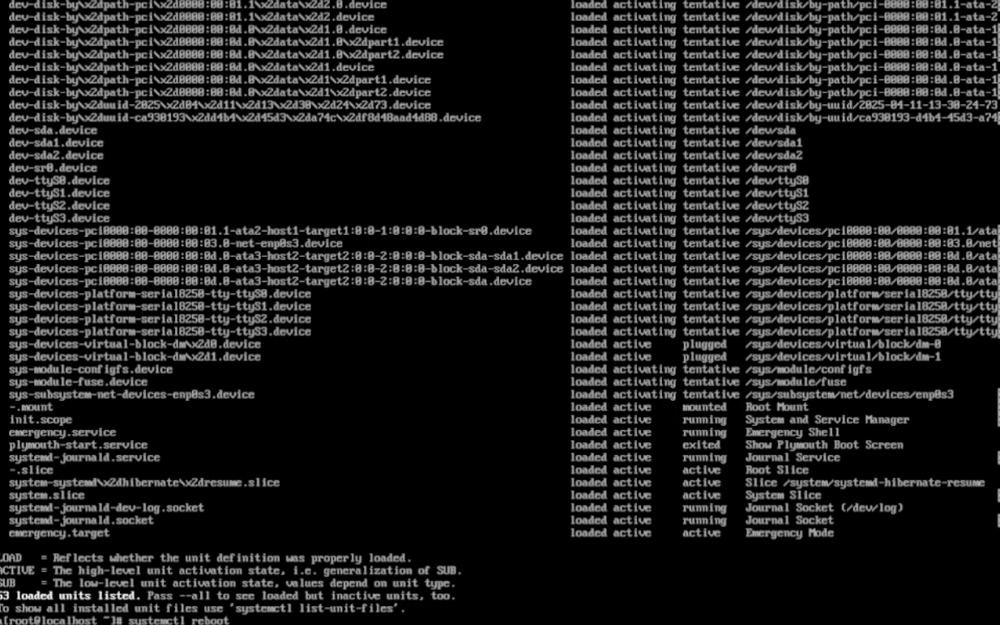 dev-disk-by\x2dpath-pci\x2d0000:00:01.1\x2data\x2d2.0.device loaded activating tentative /dev/disk/by-path/pci-0000:00:01.1-ata-2
dev-disk-by\x2dpath-pci\x2d0000:00:01.1\x2data\x2d2.device loaded activating tentative /dev/disk/by-path/pci-0000:00:01.1-ata-2
dev-disk-by\x2dpath-pci\x2d0000:00:0d.0\x2data\x2d1.0.device loaded activating tentative /dev/disk/by-path/pci-0000:00:0d.0-ata-1
dev-disk-by\x2dpath-pci\x2d0000:00:0d.0\x2data\x2d1.0\x2dpart1.device loaded activating tentative /dev/disk/by-path/pci-0000:00:0d.0-ata-1
dev-disk-by\x2dpath-pci\x2d0000:00:0d.0\x2data\x2d1.0\x2dpart2.device loaded activating tentative /dev/disk/by-path/pci-0000:00:0d.0-ata-1
dev-disk-by\x2dpath-pci\x2d0000:00:0d.0\x2data\x2d1.device loaded activating tentative /dev/disk/by-path/pci-0000:00:0d.0-ata-1
dev-disk-by\x2dpath-pci\x2d0000:00:0d.0\x2data\x2d1\x2dpart1.device loaded activating tentative /dev/disk/by-path/pci-0000:00:0d.0-ata-1
dev-disk-by\x2dpath-pci\x2d0000:00:0d.0\x2data\x2d1\x2dpart2.device loaded activating tentative /dev/disk/by-path/pci-0000:00:0d.0-ata-1
dev-disk-by\x2duuid-2025\x2d04\x2d11\x2d13\x2d30\x2d24\x2d73.device loaded activating tentative /dev/disk/by-uuid/2025-04-11-13-30-24-73
dev-disk-by\x2duuid-ca930193\x2dd4b4\x2d45d3\x2da74c\x2df8d48aad4d88.device loaded activating tentative /dev/disk/by-uuid/ca930193-d4b4-45d3-a74
dev-sda.device loaded activating tentative /dev/sda
dev-sda1.device loaded activating tentative /dev/sda1
dev-sda2.device loaded activating tentative /dev/sda2
dev-sr0.device loaded activating tentative /dev/sr0
dev-ttyS0.device loaded activating tentative /dev/ttyS0
dev-ttyS1.device loaded activating tentative /dev/ttyS1
dev-ttyS2.device loaded activating tentative /dev/ttyS2
dev-ttyS3.device loaded activating tentative /dev/ttyS3
sys-devices-pci0000:00-0000:00:01.1-ata2-host1-target1:0:0-1:0:0:0-block-sr0.device loaded activating tentative /sys/devices/pci0000:00/0000:00:01.1/ata
sys-devices-pci0000:00-0000:00:03.0-net-enp0s3.device loaded activating tentative /sys/devices/pci0000:00/0000:00:03.0/net
sys-devices-pci0000:00-0000:00:0d.0-ata3-host2-target2:0:0-2:0:0:0-block-sda-sda1.device loaded activating tentative /sys/devices/pci0000:00/0000:00:0d.0/ata
sys-devices-pci0000:00-0000:00:0d.0-ata3-host2-target2:0:0-2:0:0:0-block-sda-sda2.device loaded activating tentative /sys/devices/pci0000:00/0000:00:0d.0/ata
sys-devices-pci0000:00-0000:00:0d.0-ata3-host2-target2:0:0-2:0:0:0-block-sda.device loaded activating tentative /sys/devices/pci0000:00/0000:00:0d.0/ata
sys-devices-platform-serial8250-tty-ttyS0.device loaded activating tentative /sys/devices/platform/serial8250/tty/tty
sys-devices-platform-serial8250-tty-ttyS1.device loaded activating tentative /sys/devices/platform/serial8250/tty/tty
sys-devices-platform-serial8250-tty-ttyS2.device loaded activating tentative /sys/devices/platform/serial8250/tty/tty
sys-devices-platform-serial8250-tty-ttyS3.device loaded activating tentative /sys/devices/platform/serial8250/tty/tty
sys-devices-virtual-block-dm\x2d0.device loaded active plugged /sys/devices/virtual/block/dm-0
sys-devices-virtual-block-dm\x2d1.device loaded active plugged /sys/devices/virtual/block/dm-1
sys-module-configfs.device loaded activating tentative /sys/module/configfs
sys-module-fuse.device loaded activating tentative /sys/module/fuse
sys-subsystem-net-devices-enp0s3.device loaded activating tentative /sys/subsystem/net/devices/enp0s3
-.mount loaded active mounted Root Mount
init.scope loaded active running System and Service Manager
emergency.service loaded active running Emergency Shell
plymouth-start.service loaded active exited Show Plymouth Boot Screen
systemd-journald.service loaded active running Journal Service
-.slice loaded active active Root Slice
system-systemd\x2dhibernate\x2dresume.slice loaded active active Slice /system/systemd-hibernate-resume
system.slice loaded active active System Slice
systemd-journald-dev-log.socket loaded active running Journal Socket (/dev/log)
systemd-journald.socket loaded active running Journal Socket
emergency.target loaded active active Emergency Mode
LOAD = Reflects whether the unit definition was properly loaded.
ACTIVE = The high-level unit activation state, i.e. generalization of SUB.
SUB = The low-level unit activation state, values depend on unit type.
53 loaded units listed. Pass --all to see loaded but inactive units, too.
To show all installed unit files use 'systemctl list-unit-files'.
[root@localhost ~]# systemctl reboot